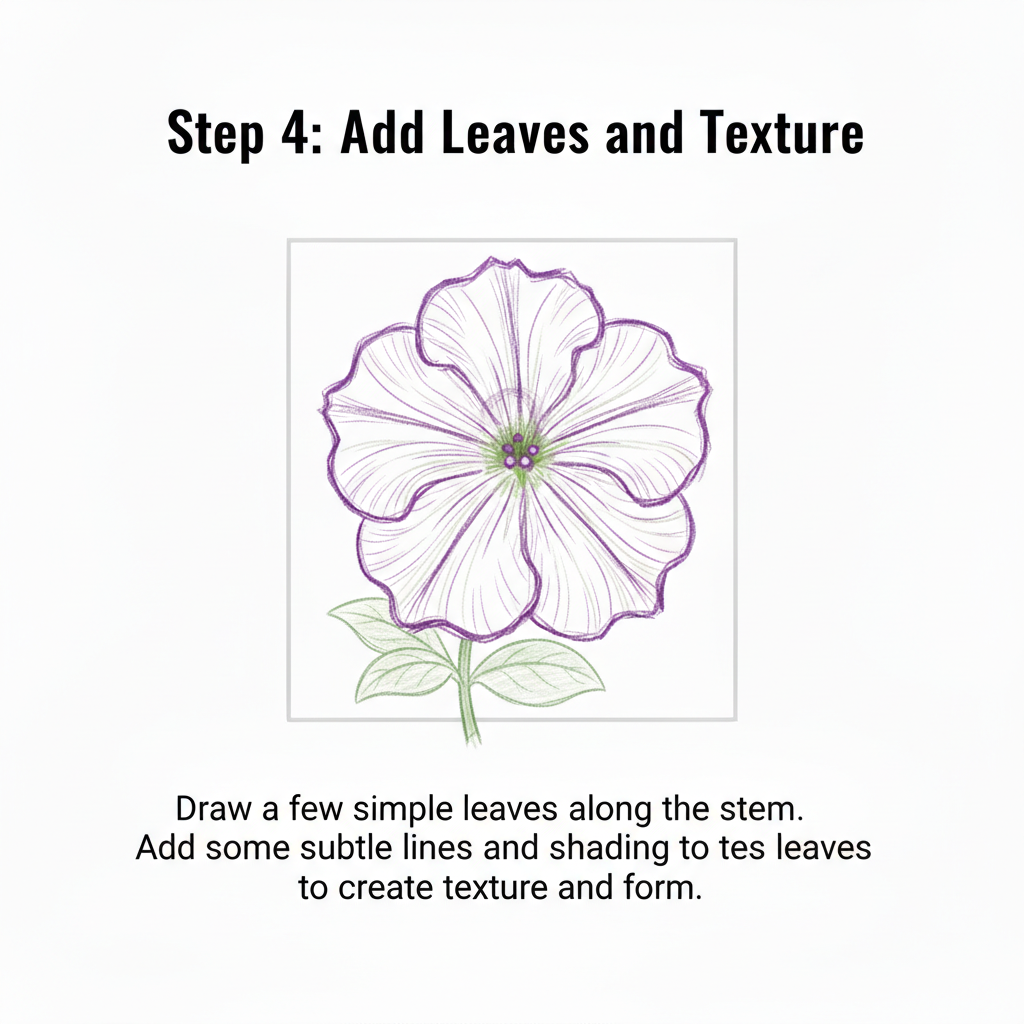 Step 4: Add Leaves and Texture
Draw a few simple leaves along the stem.
Add some subtle lines and shading to tes leaves
to create texture and form.